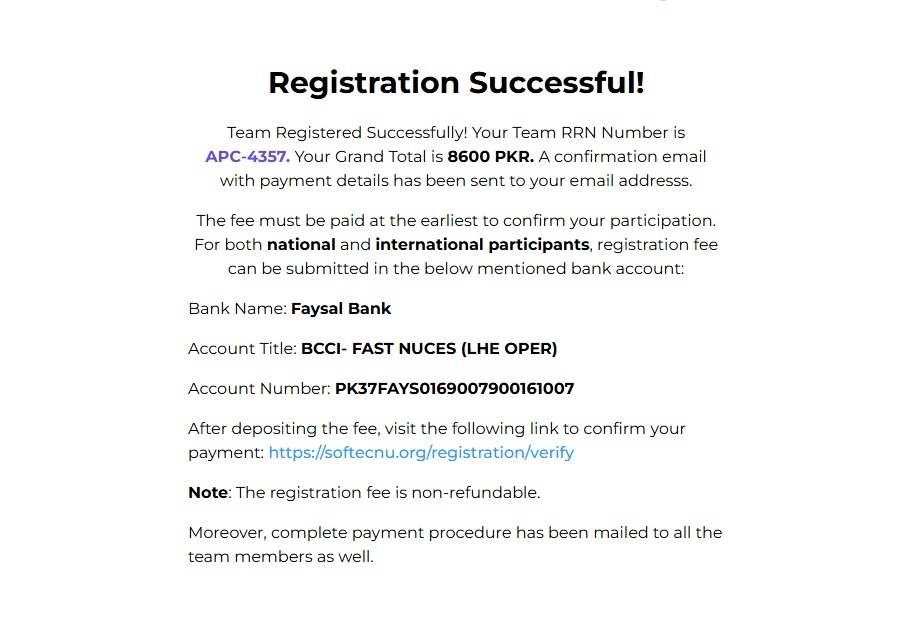 Registration Successful!
Team Registered Successfully! Your Team RRN Number is
APC-4357. Your Grand Total is 8600 PKR. A confirmation email
with payment details has been sent to your email addresss.
The fee must be paid at the earliest to confirm your participation.
For both national and international participants, registration fee
can be submitted in the below mentioned bank account:
Bank Name: Faysal Bank
Account Title: BCCI- FAST NUCES (LHE OPER)
Account Number: PK37FAYS0169007900161007
After depositing the fee, visit the following link to confirm your
payment: https://softecnu.org/registration/verify
Note: The registration fee is non-refundable.
Moreover, complete payment procedure has been mailed to all the
team members as well.